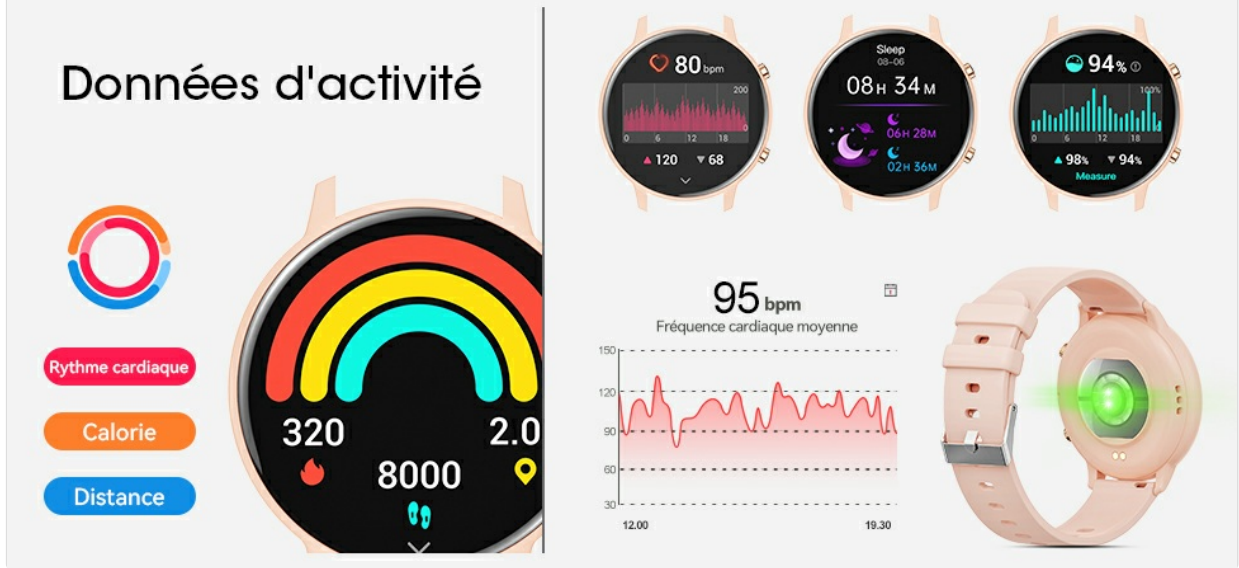 Données d'activité
Rythme cardiaque
Calorie
Distance
320
2.0
8000
80 bpm
200
0 6 12 18
120 68
Sleep
08-06
08H 34M
06H 28M
02H 36M
94%
100%
0 6 12 18
98% 94%
Measure
95 bpm
Fréquence cardiaque moyenne
150
120
90
60
30
12.00 19.30